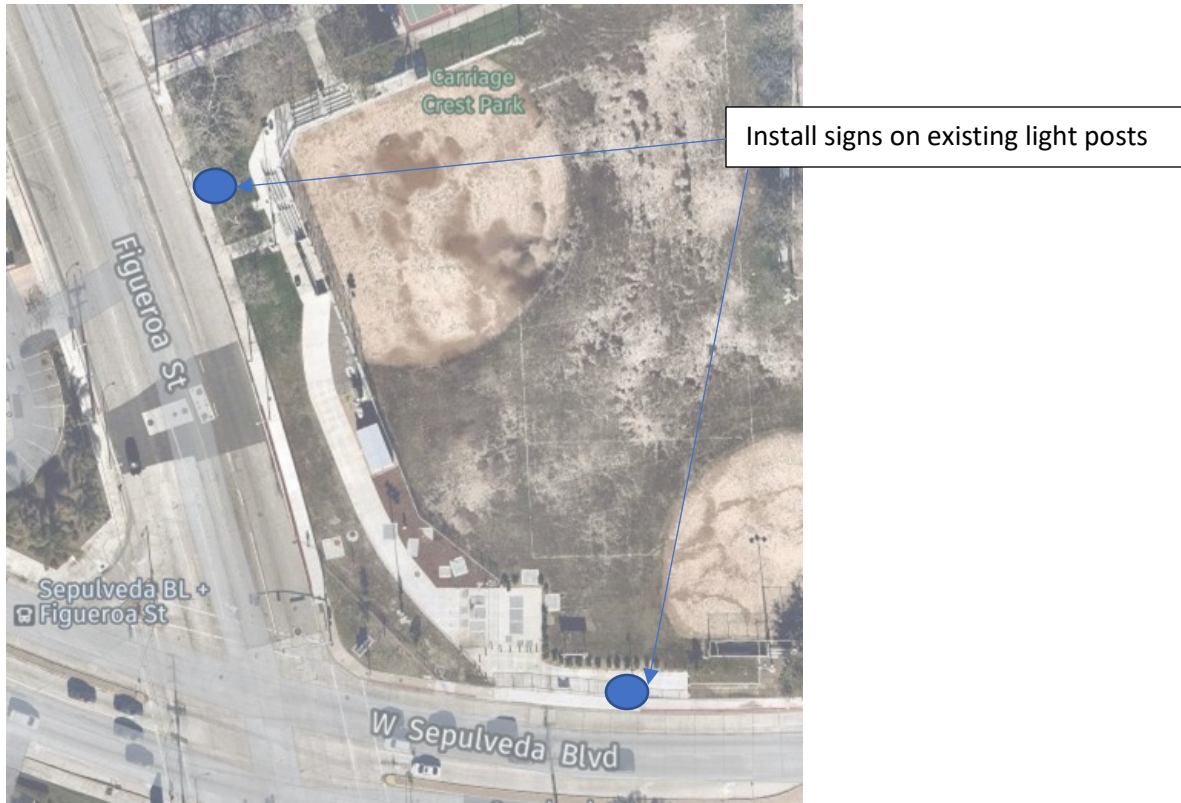 Carriage
Crest Park
Install signs on existing light posts
Figueroa St
Sepulveda BL +
Figueroa St
W Sepulveda Blvd